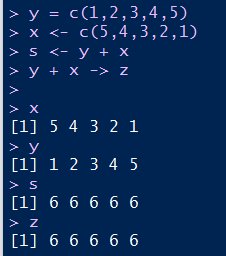 > y = c(1,2,3,4,5)
> x <- c(5,4,3,2,1)
> s <- y + x
> y + x -> z
>
> x
[1] 5 4 3 2 1
> y
[1] 1 2 3 4 5
> s
[1] 6 6 6 6 6
> z
[1] 6 6 6 6 6